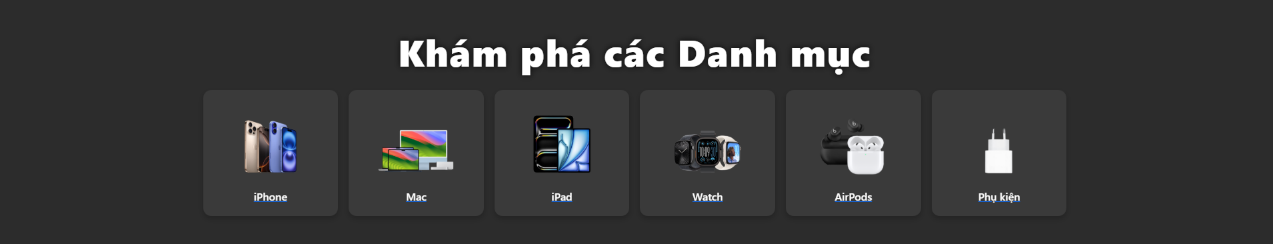 Khám phá các Danh mục
iPhone
Mac
iPad
Watch
AirPods
Phụ kiện